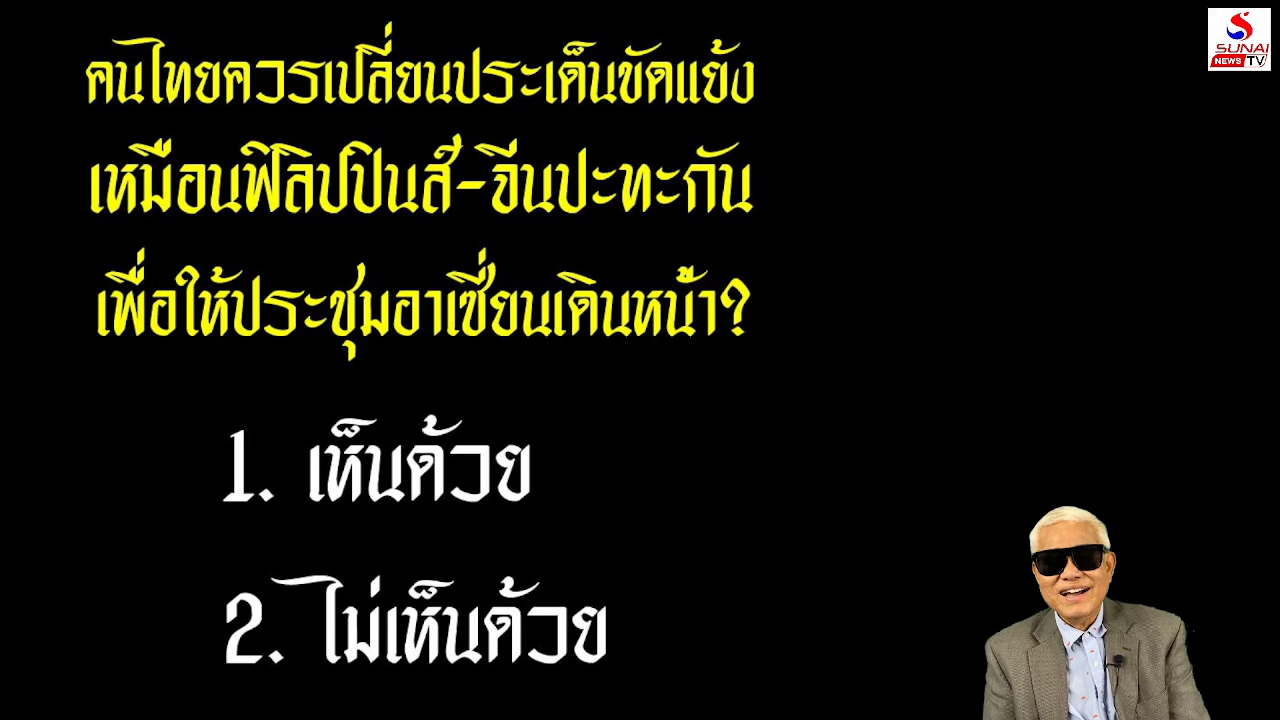 SUNAI
NEWS TV
คนไทยควรเปลี่ยนประเด็นขัดแย้ง
เหมือนฟิลิปปินส์-จีนปะทะกัน
เพื่อให้ประชุมอาเซี่ยนเดินหน้า?
1. เห็นด้วย
2. ไม่เห็นด้วย